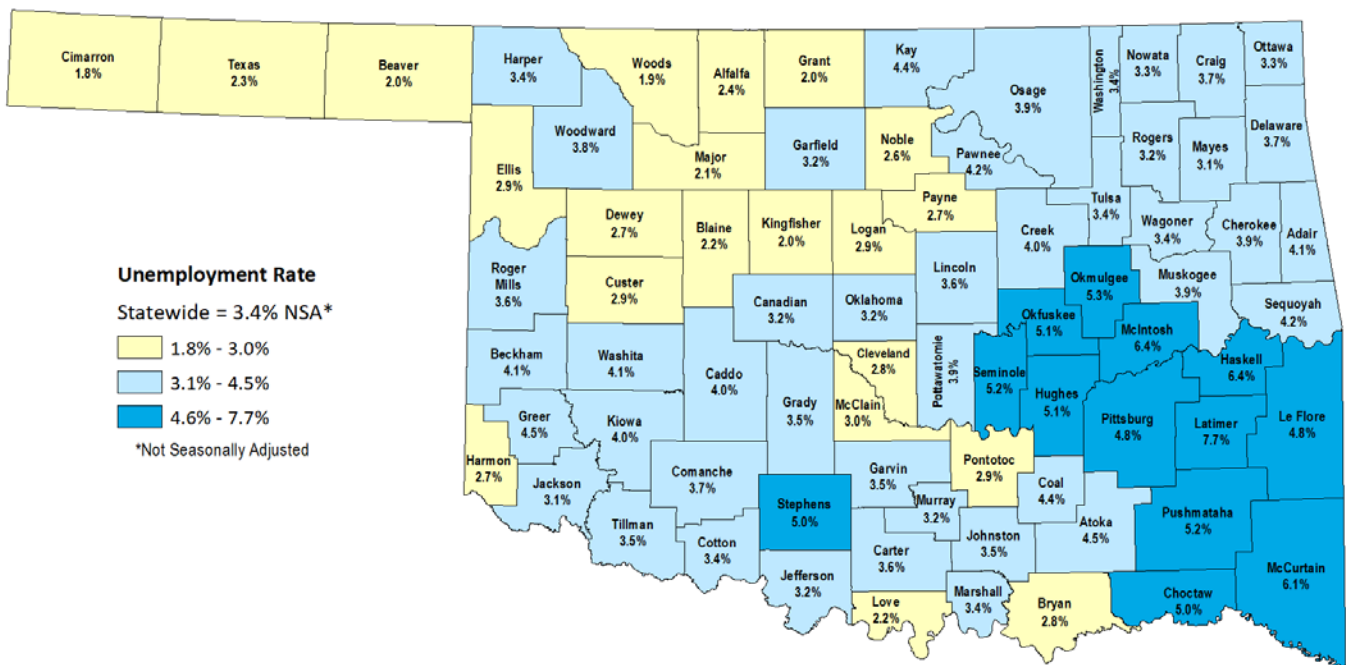 Cimarron
1.8%
Texas
2.3%
Beaver
2.0%
Harper
3.4%
Woods
1.9%
Alfalfa
2.4%
Grant
2.0%
Kay
4.4%
Osage
3.9%
Washington
3.4%
Nowata
3.3%
Craig
3.7%
Ottawa
3.3%
Woodward
3.8%
Major
2.1%
Garfield
3.2%
Noble
2.6%
Pawnee
4.2%
Rogers
3.2%
Mayes
3.1%
Delaware
3.7%
Ellis
2.9%
Dewey
2.7%
Blaine
2.2%
Kingfisher
2.0%
Logan
2.9%
Payne
2.7%
Creek
4.0%
Tulsa
3.4%
Wagoner
3.4%
Cherokee
3.9%
Adair
4.1%
Roger
Mills
3.6%
Custer
2.9%
Canadian
3.2%
Oklahoma
3.2%
Lincoln
3.6%
Okmulgee
5.3%
Muskogee
3.9%
Sequoyah
4.2%
Okfuskee
5.1%
McIntosh
6.4%
Haskell
6.4%
Beckham
4.1%
Washita
4.1%
Caddo
4.0%
Grady
3.5%
Cleveland
2.8%
McClain
3.0%
Pottawatomie
3.9%
Seminole
5.2%
Hughes
5.1%
Pittsburg
4.8%
Latimer
7.7%
Le Flore
4.8%
Greer
4.5%
Kiowa
4.0%
Harmon
2.7%
Jackson
3.1%
Comanche
3.7%
Stephens
5.0%
Garvin
3.5%
Pontotoc
2.9%
Coal
4.4%
Murray
3.2%
Atoka
4.5%
Pushmataha
5.2%
Tillman
3.5%
Cotton
3.4%
Carter
3.6%
Johnston
3.5%
McCurtain
6.1%
Jefferson
3.2%
Love
2.2%
Marshall
3.4%
Bryan
2.8%
Choctaw
5.0%
Unemployment Rate
Statewide = 3.4% NSA*
1.8% - 3.0%
3.1% - 4.5%
4.6% - 7.7%
*Not Seasonally Adjusted